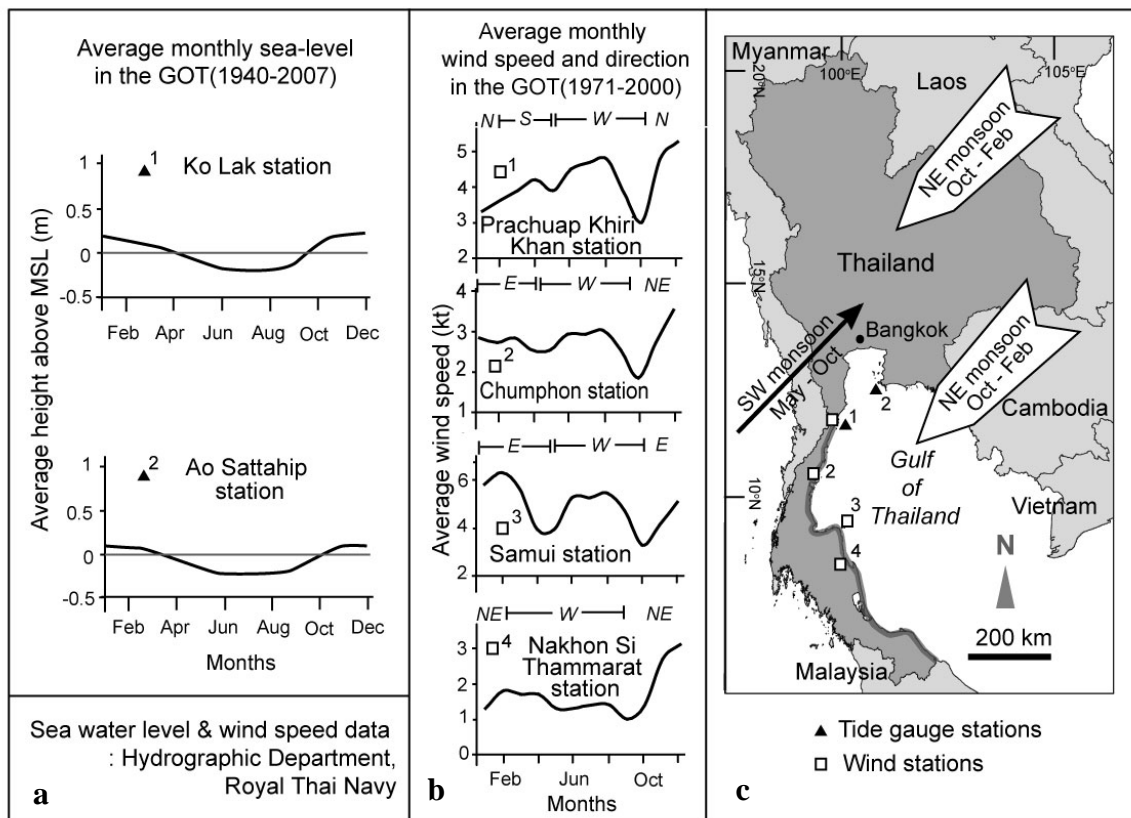 Average monthly sea-level
in the GOT(1940-2007)
1
0.5
0
-0.5
1
Ko Lak station
Feb Apr Jun Aug Oct Dec
Average height above MSL (m)
1
0.5
0
-0.5
2
Ao Sattahip
station
Feb Apr Jun Aug Oct Dec
Months
Sea water level & wind speed data
: Hydrographic Department,
Royal Thai Navy
a
Average monthly
wind speed and direction
in the GOT(1971-2000)
N S W N
5
4
3
2
1
Prachuap Khiri
Khan station
E W NE
4
3
2
1
2
Chumphon station
Average wind speed (kt)
E W E
6
4
2
3
Samui station
NE W NE
3
2
1
0
4
Nakhon Si
Thammarat
station
Feb Jun Oct
Months
b
Myanmar
100°E
105°E
20°N
Laos
NE monsoon
Oct - Feb
Thailand
15°N
SW monsoon
May - Oct
Bangkok
NE monsoon
Oct - Feb
Cambodia
1
2
2
Gulf
of
Thailand
10°N
3
4
Vietnam
N
200 km
Malaysia
Tide gauge stations
Wind stations
c